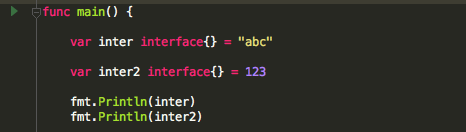 func main() {
var inter interface{} = "abc"
var inter2 interface{} = 123
fmt.Println(inter)
fmt.Println(inter2)